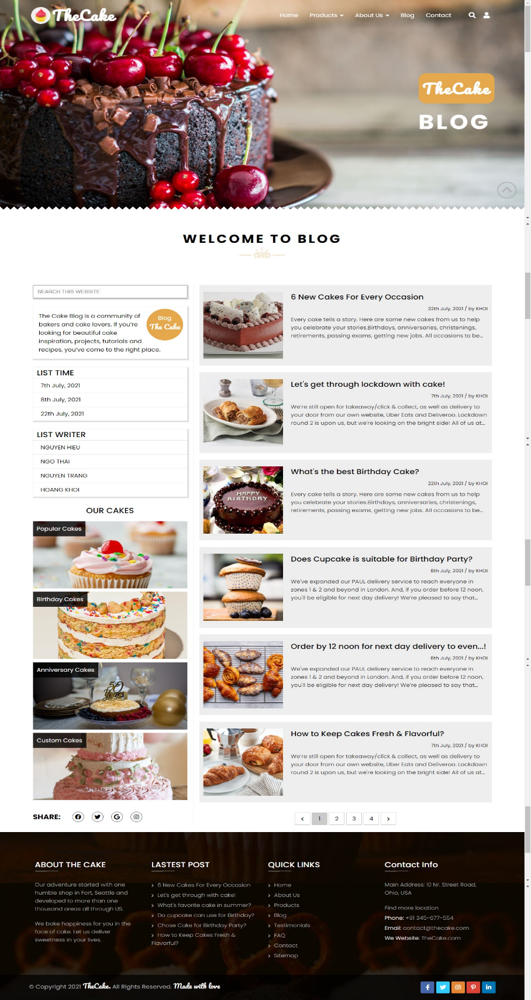 TheCake
Home Products About Us Blog Contact
TheCake
BLOG
WELCOME TO BLOG
SEARCH THIS WEBSITE
The Cake Blog is a community of
bakers and cake lovers. If you're
looking for beautiful cake
inspiration, projects, tutorials and
recipes, you've come to the right place.
Blog
The Cake
LIST TIME
7th July, 2021
8th July, 2021
22th July, 2021
LIST WRITER
NGUYEN HIEU
NGO THAI
NGUYEN TRANG
HOANG KHOI
OUR CAKES
Popular Cakes
Birthday Cakes
Anniversary Cakes
50
Years
Custom Cakes
SHARE:
6 New Cakes For Every Occasion
22th July, 2021 / by KHOI
Every cake tells a story. Here are some new cakes from us to help
you celebrate your stories.Birthdays, anniversaries, christenings,
retirements, passing exams, getting new jobs. All occasions to be...
Let's get through lockdown with cake!
7th July, 2021 / by KHOI
We're still open for takeaway/click & collect, as well as delivery to
your door from our own website, Uber Eats and Deliveroo. Lockdown
round 2 is upon us, but we're looking on the bright side! All of us at...
What's the best Birthday Cake?
HAPPY
BIRTHDAY
22th July, 2021 / by KHOI
Every cake tells a story. Here are some new cakes from us to help
you celebrate your stories.Birthdays, anniversaries, christenings,
retirements, passing exams, getting new jobs. All occasions to be...
Does Cupcake is suitable for Birthday Party?
8th July, 2021 / by KHOI
We've expanded our PAUL delivery service to reach everyone in
zones 1 & 2 and beyond in London. And, if you order before 12 noon,
you'll be eligible for next day delivery! We're pleased to say that...
Order by 12 noon for next day delivery to even...!
8th July, 2021 / by KHOI
We've expanded our PAUL delivery service to reach everyone in
zones 1 & 2 and beyond in London. And, if you order before 12 noon,
you'll be eligible for next day delivery! We're pleased to say that...
How to Keep Cakes Fresh & Flavorful?
7th July, 2021 / by KHOI
We're still open for takeaway/click & collect, as well as delivery to
your door from our own website, Uber Eats and Deliveroo. Lockdown
round 2 is upon us, but we're looking on the bright side! All of us at...
< 1 2 3 4 >
ABOUT THE CAKE
Our adventure started with one
humble shop in Fort, Seattle and
developed to more than one
thousand areas all through US.
We bake happiness for you in the
face of cake. Let us deliver
sweetness in your lives.
LASTEST POST
> 6 New Cakes For Every Occasion
> Let's get through with cake!
> What's favorite cake in summer?
> Do cupcake can use for Birthday?
> Chose Cake for Birthday Party?
> How to Keep Cakes Fresh &
Flavorful?
QUICK LINKS
> Home
> About Us
> Products
> Blog
> Testimonials
> FAQ
> Contact
> Sitemap
Contact Info
Main Address: 10 Nr. Street Road,
Ohio, USA
Find more location
Phone: +91 345-677-554
Email: contact@thecake.com
We Website: TheCake.com
© Copyright 2021 TheCake. All Rights Reserved. Made with love